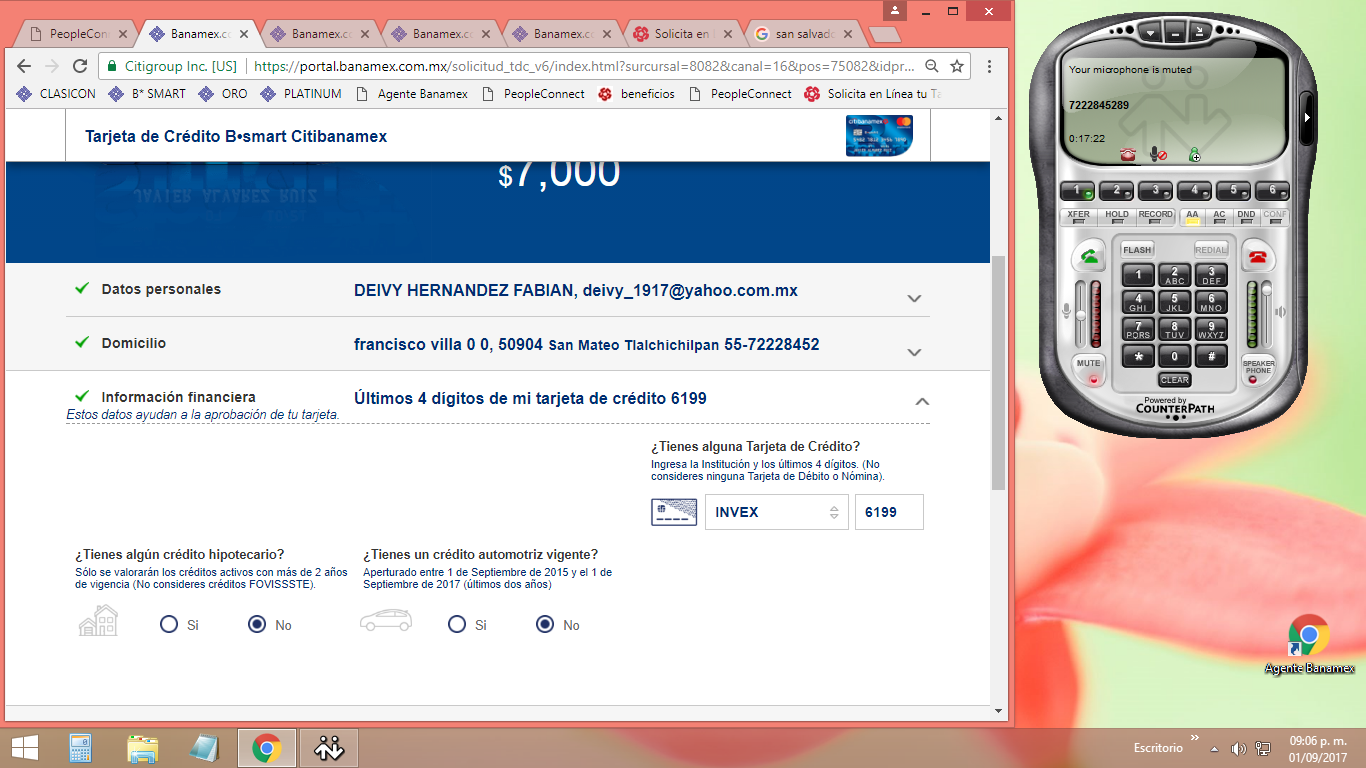 PeopleCon
Banamex.co
Banamex.co
Banamex.c
Banamex.co
Solicita en
san salvado
Citigroup Inc. [US]
https://portal.banamex.com.mx/solicitud_tdc_v6/index.html?surcursal=8082&canal=16&pos=75082&idpr...
CLASICON
B* SMART
ORO
PLATINUM
Agente Banamex
PeopleConnect
beneficios
PeopleConnect
Solicita en Línea tu Ta
Tarjeta de Crédito B•smart Citibanamex
citibanamex
$7,000
JAVIER ALVAREZ RUIZ
Datos personales
DEIVY HERNANDEZ FABIAN, deivy_1917@yahoo.com.mx
Domicilio
francisco villa 0 0, 50904 San Mateo Tlalchichilpan 55-72228452
Información financiera
Últimos 4 dígitos de mi tarjeta de crédito 6199
Estos datos ayudan a la aprobación de tu tarjeta.
¿Tienes alguna Tarjeta de Crédito?
Ingresa la Institución y los últimos 4 dígitos. (No
consideres ninguna Tarjeta de Débito o Nómina).
INVEX
6199
¿Tienes algún crédito hipotecario?
Sólo se valorarán los créditos activos con más de 2 años
de vigencia (No consideres créditos FOVISSSTE).
Si
No
¿Tienes un crédito automotriz vigente?
Aperturado entre 1 de Septiembre de 2015 y el 1 de
Septiembre de 2017 (últimos dos años)
Si
No
Your microphone is muted
7222845289
0:17:22
1 2 3 4 5 6
XFER HOLD RECORD AA AC DND CONF
FLASH REDIAL
1 2 ABC 3 DEF
4 GHI 5 JKL 6 MNO
7 PQRS 8 TUV 9 WXYZ
* 0 #
MUTE
SPEAKER
PHONE
CLEAR
Powered by
COUNTERPATH
Agente Banamex
Escritorio
09:06 p. m.
01/09/2017